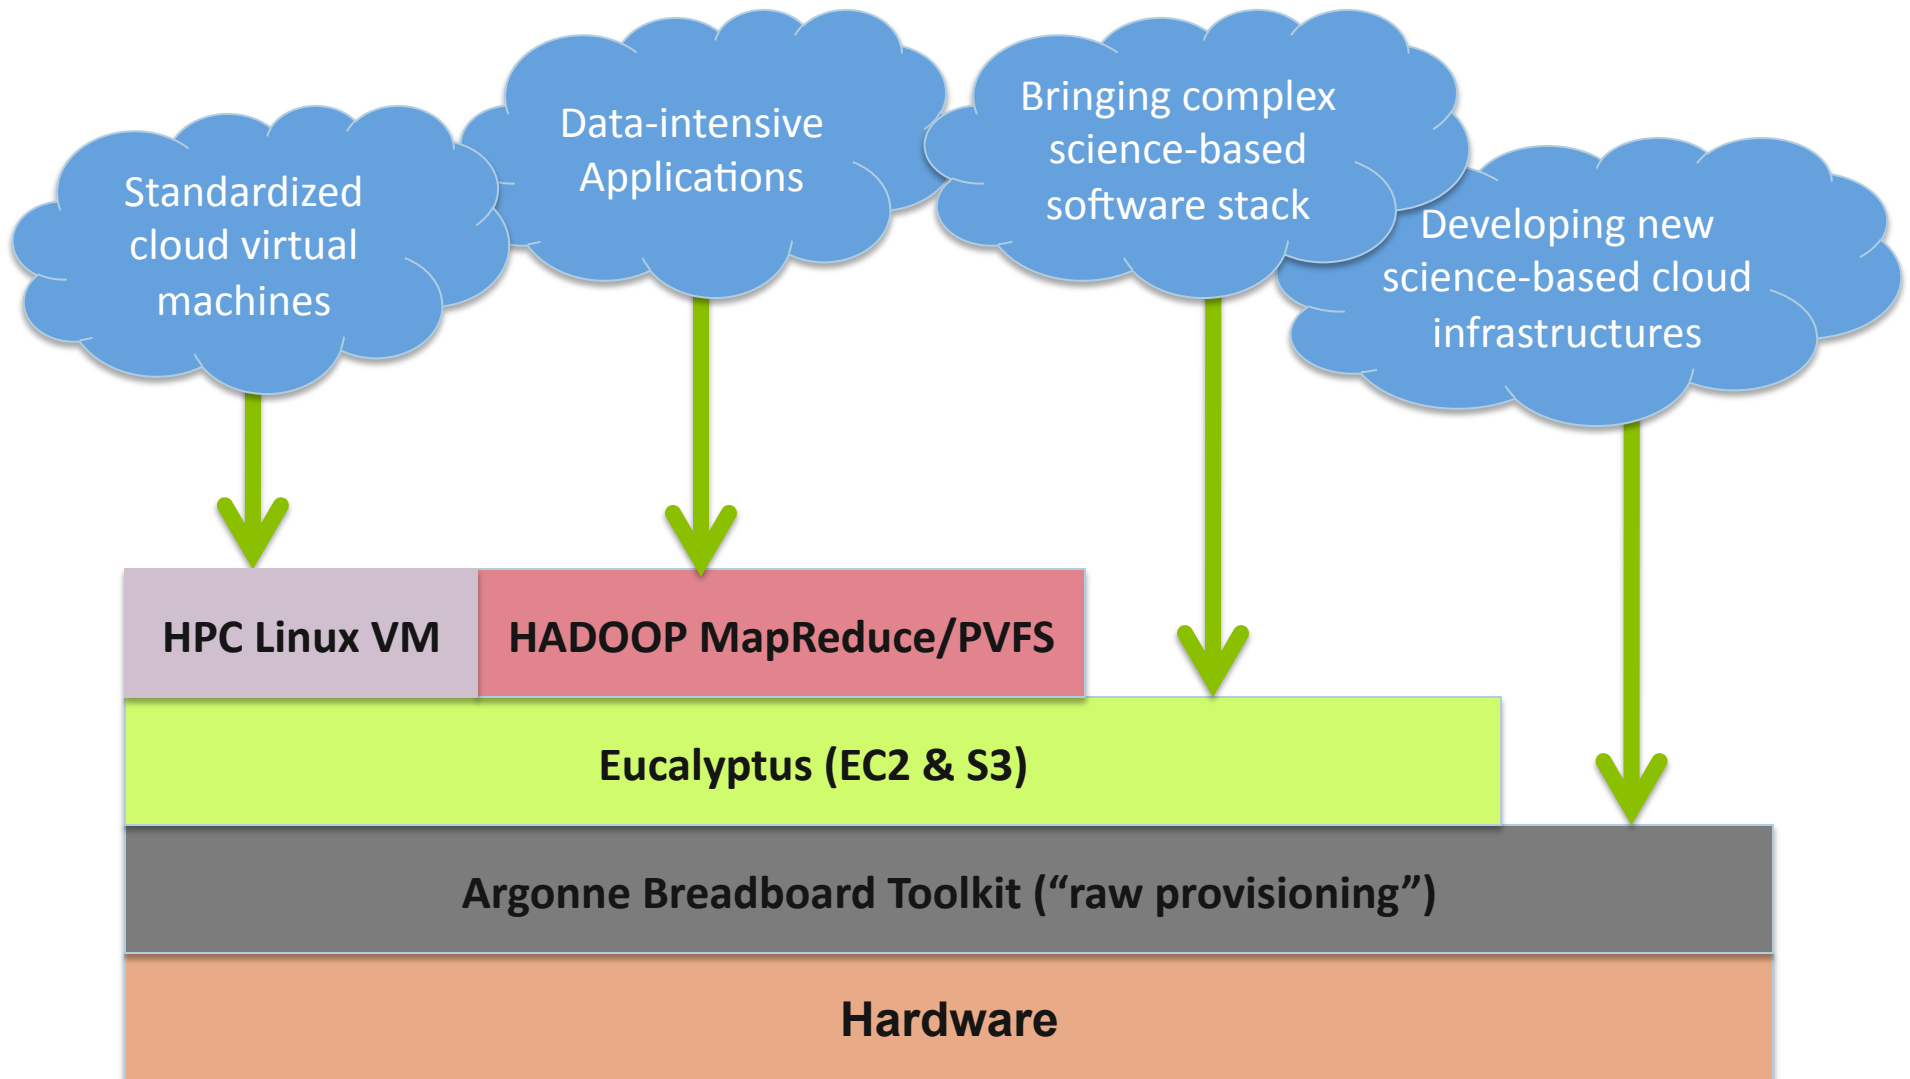 Standardized
cloud virtual
machines
Data-intensive
Applications
Bringing complex
science-based
software stack
Developing new
science-based cloud
infrastructures
HPC Linux VM
HADOOP MapReduce/PVFS
Eucalyptus (EC2 & S3)
Argonne Breadboard Toolkit (“raw provisioning”)
Hardware